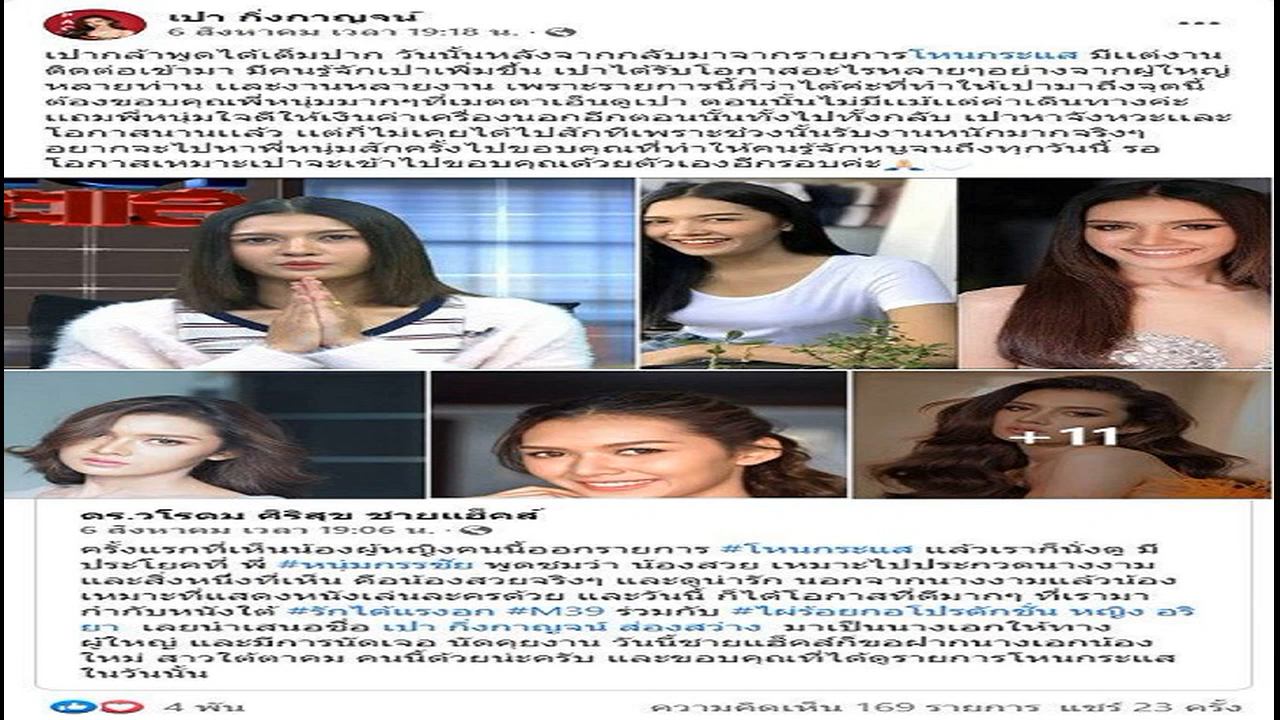 เปา กิ่งกาญจน์
6 สิงหาคม เวลา 19:18 น. ·
เปากล้าพูดได้เต็มปาก วันนั้นหลังจากกลับมาจากรายการโหนกระแส มีแต่งาน
ติดต่อเข้ามา มีคนรู้จักเปาเพิ่มขึ้น เปาได้รับโอกาสอะไรหลายๆอย่างจากผู้ใหญ่
หลายท่าน และงานหลายงาน เพราะรายการนี้ก็ว่าได้ค่ะที่ทำให้เปามาถึงจุดนี้
ต้องขอบคุณพี่หนุ่มมากๆที่เมตตาเอ็นดูเปา ตอนนั้นไม่มีแม้แต่ค่าเดินทางค่ะ
แถมพี่หนุ่มใจดีให้เงินค่าเครื่องนอกอีกตอนนั้นทั้งไปทั้งกลับ เปาหาจังหวะและ
โอกาสนานแล้ว แต่ก็ไม่เคยได้ไปสักทีเพราะช่วงนั้นรับงานหนักมากจริงๆ
อยากจะไปหาพี่หนุ่มสักครั้งไปขอบคุณที่ทำให้คนรู้จักหนูจนถึงทุกวันนี้ รอ
โอกาสเหมาะเปาจะเข้าไปขอบคุณด้วยตัวเองอีกรอบค่ะ🙏🏻🤍
+11
ดร.วโรดม ศิริสุข ชายแฮ็คส์
6 สิงหาคม เวลา 19:06 น. ·
ครั้งแรกที่เห็นน้องผู้หญิงคนนี้ออกรายการ #โหนกระแส แล้วเราก็นั่งดู มี
ประโยคที่ พี่ #หนุ่มกรรชัย พูดชมว่า น้องสวย เหมาะไปประกวดนางงาม
และสิ่งหนึ่งที่เห็น คือน้องสวยจริงๆ และดูน่ารัก นอกจากนางงามแล้วน้อง
เหมาะที่แสดงหนังเล่นละครด้วย และวันนี้ ก็ได้โอกาสที่ดีมากๆ ที่เรามา
กำกับหนังใต้ #รักได้แรงอก #M39 ร่วมกับ #ไผ่ร้อยกอโปรดักชั่น หญิง อริ
ยา เลยนำเสนอชื่อ เปา กิ่งกาญจน์ ส่องสว่าง มาเป็นนางเอกให้ทาง
ผู้ใหญ่ และมีการนัดเจอ นัดคุยงาน วันนี้ชายแฮ็คส์ก็ขอฝากนางเอกน้อง
ใหม่ สาวใต้ตาคม คนนี้ด้วยน่ะครับ และขอบคุณที่ได้ดูรายการโหนกระแส
ในวันนั้น
4 พัน ความคิดเห็น 169 รายการ แชร์ 23 ครั้ง